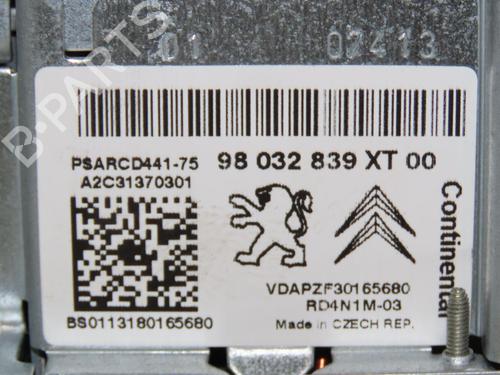 01 07413
B-PARTS
PSARCD441-75 98 032 839 XT 00
A2C31370301
Continental
VDAPZF30165680
RD4N1M-03
BS0113180165680
Made in CZECH REP.